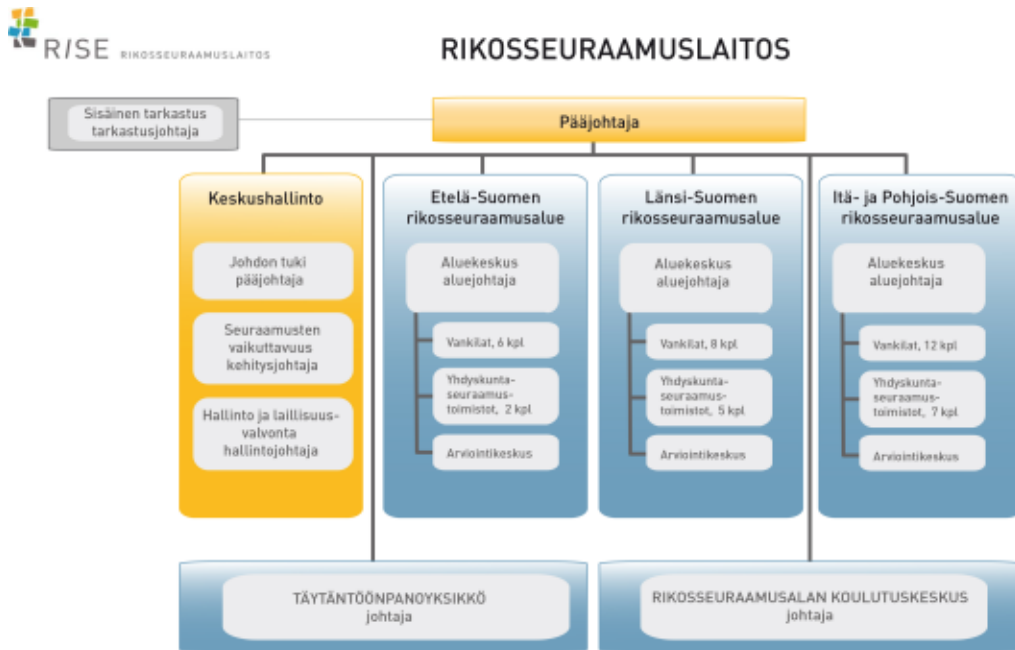 RISE RIKOSSEURAAMUSLAITOS
RIKOSSEURAAMUSLAITOS
Sisäinen tarkastus
tarkastusjohtaja
Pääjohtaja
Keskushallinto
Johdon tuki
pääjohtaja
Seuraamusten
vaikuttavuus
kehitysjohtaja
Hallinto ja laillisuus-
valvonta
hallintojohtaja
Etelä-Suomen
rikosseuraamusalue
Aluekeskus
aluejohtaja
Vankilat, 6 kpl
Yhdyskunta-
seuraamus-
toimistot, 2 kpl
Arviointikeskus
Länsi-Suomen
rikosseuraamusalue
Aluekeskus
aluejohtaja
Vankilat, 8 kpl
Yhdyskunta-
seuraamus-
toimistot, 5 kpl
Arviointikeskus
Itä- ja Pohjois-Suomen
rikosseuraamusalue
Aluekeskus
aluejohtaja
Vankilat, 12 kpl
Yhdyskunta-
seuraamus-
toimistot, 7 kpl
Arviointikeskus
TÄYTÄNTÖÖNPANOYKSIKKÖ
johtaja
RIKOSSEURAAMUSALAN KOULUTUSKESKUS
johtaja